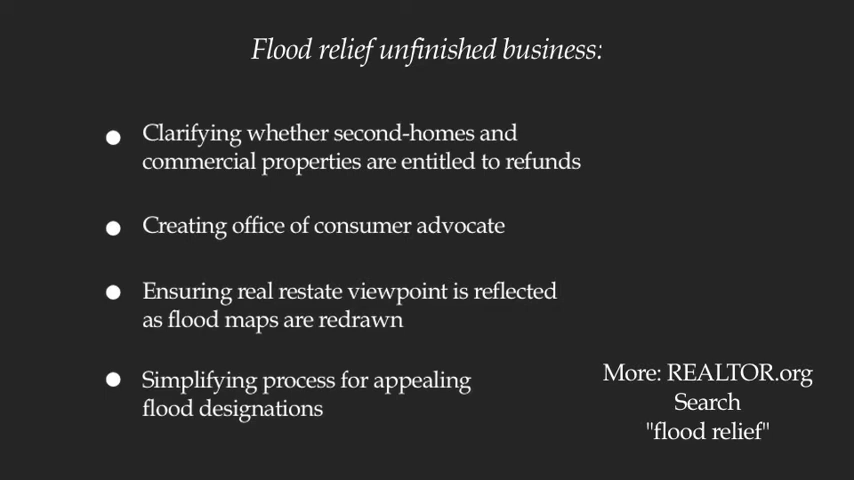 Flood relief unfinished business:
● Clarifying whether second-homes and
commercial properties are entitled to refunds
● Creating office of consumer advocate
● Ensuring real restate viewpoint is reflected
as flood maps are redrawn
● Simplifying process for appealing
flood designations
More: REALTOR.org
Search
"flood relief"